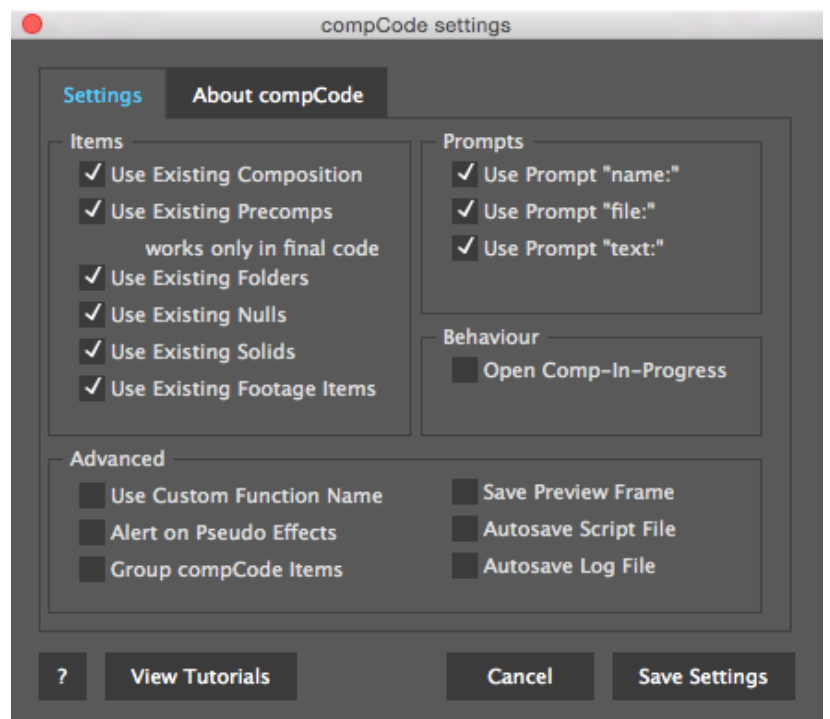 compCode settings
Settings
About compCode
Items
Use Existing Composition
Use Existing Precomps
works only in final code
Use Existing Folders
Use Existing Nulls
Use Existing Solids
Use Existing Footage Items
Prompts
Use Prompt "name:"
Use Prompt "file:"
Use Prompt "text:"
Behaviour
Open Comp-In-Progress
Advanced
Use Custom Function Name
Alert on Pseudo Effects
Group compCode Items
Save Preview Frame
Autosave Script File
Autosave Log File
?
View Tutorials
Cancel
Save Settings